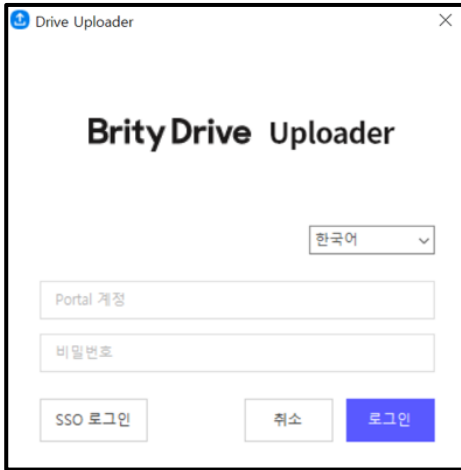 Drive Uploader
Brity Drive Uploader
한국어
Portal 계정
비밀번호
SSO 로그인 취소 로그인